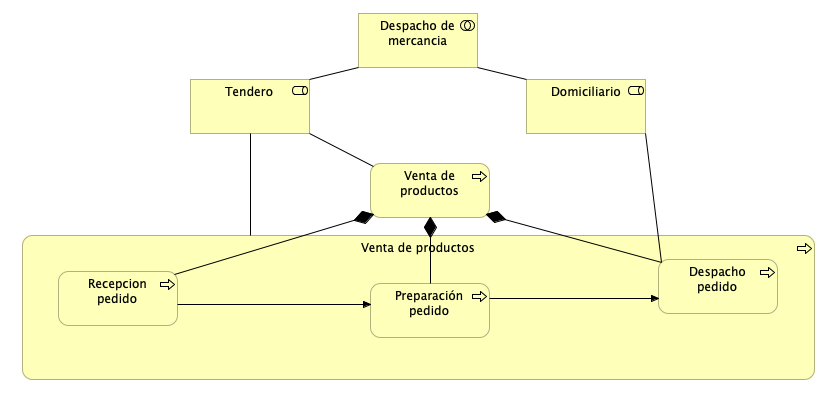 Despacho de
mercancia
Tendero
Domiciliario
Venta de
productos
Venta de productos
Recepcion
pedido
Preparación
pedido
Despacho
pedido